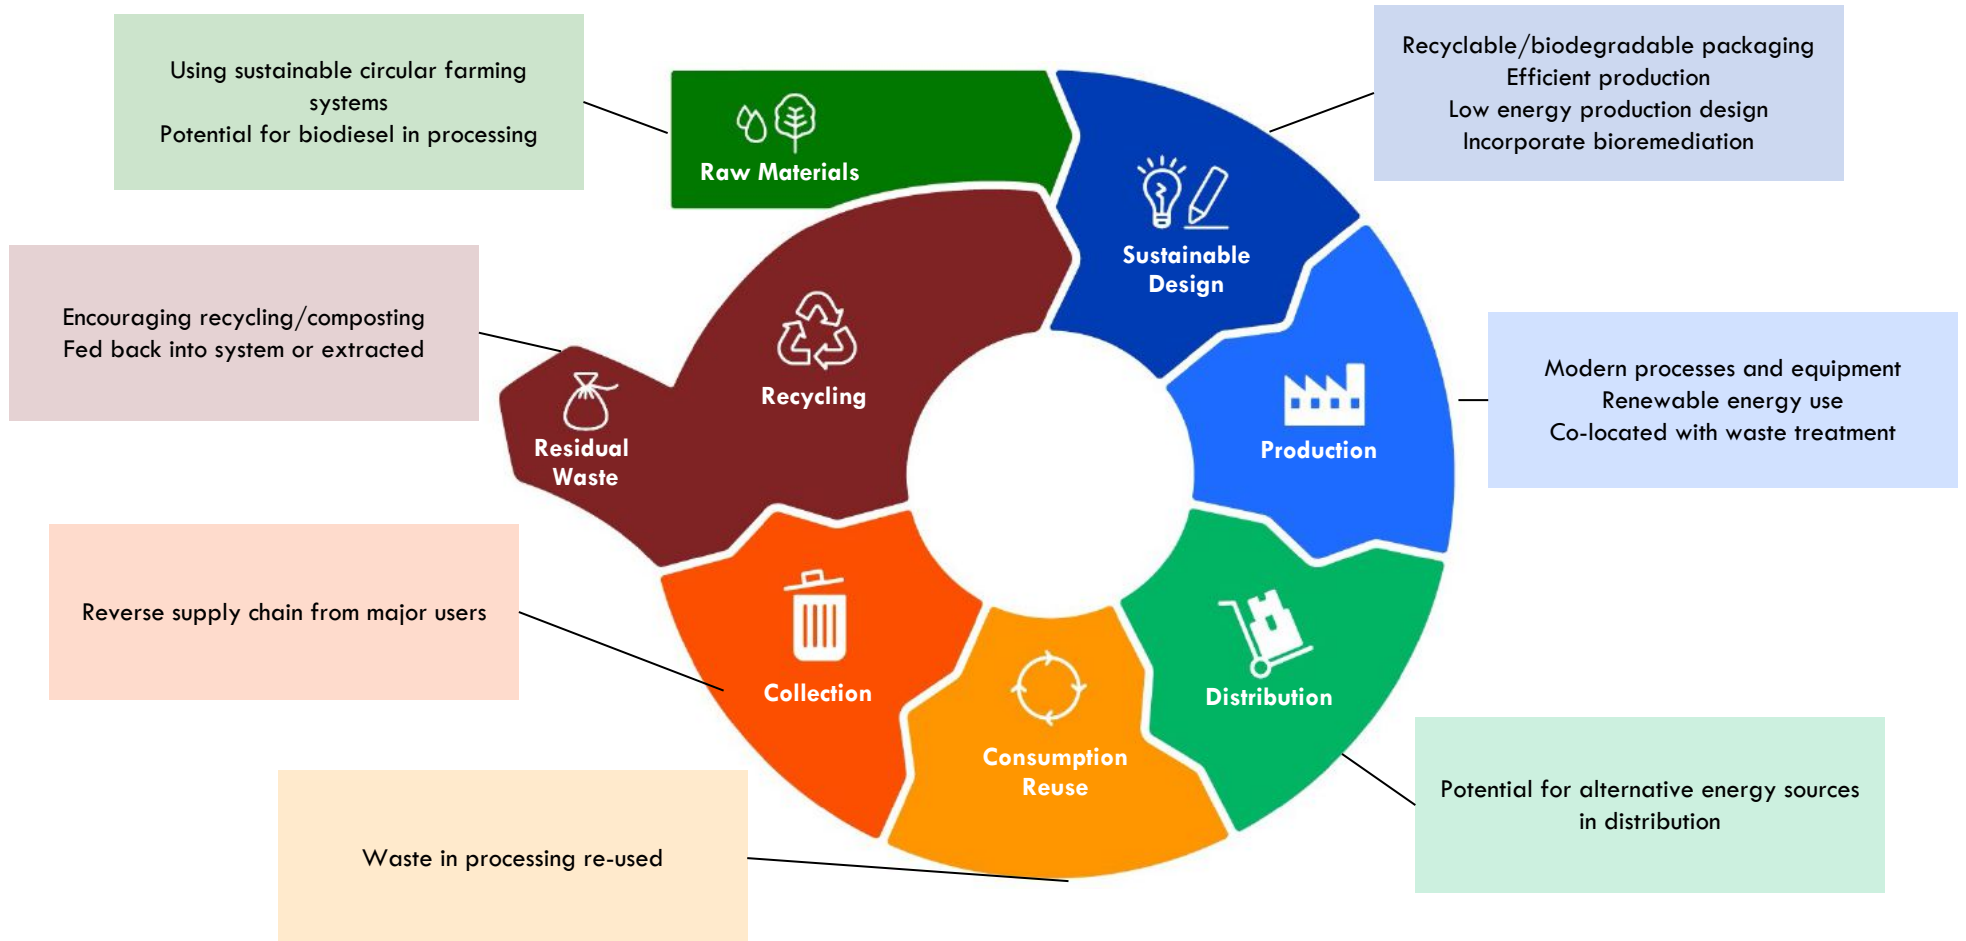 Using sustainable circular farming
systems
Potential for biodiesel in processing
Recyclable/biodegradable packaging
Efficient production
Low energy production design
Incorporate bioremediation
Raw Materials
Sustainable
Design
Encouraging recycling/composting
Fed back into system or extracted
Recycling
Residual
Waste
Production
Modern processes and equipment
Renewable energy use
Co-located with waste treatment
Reverse supply chain from major users
Collection
Distribution
Consumption
Reuse
Potential for alternative energy sources
in distribution
Waste in processing re-used